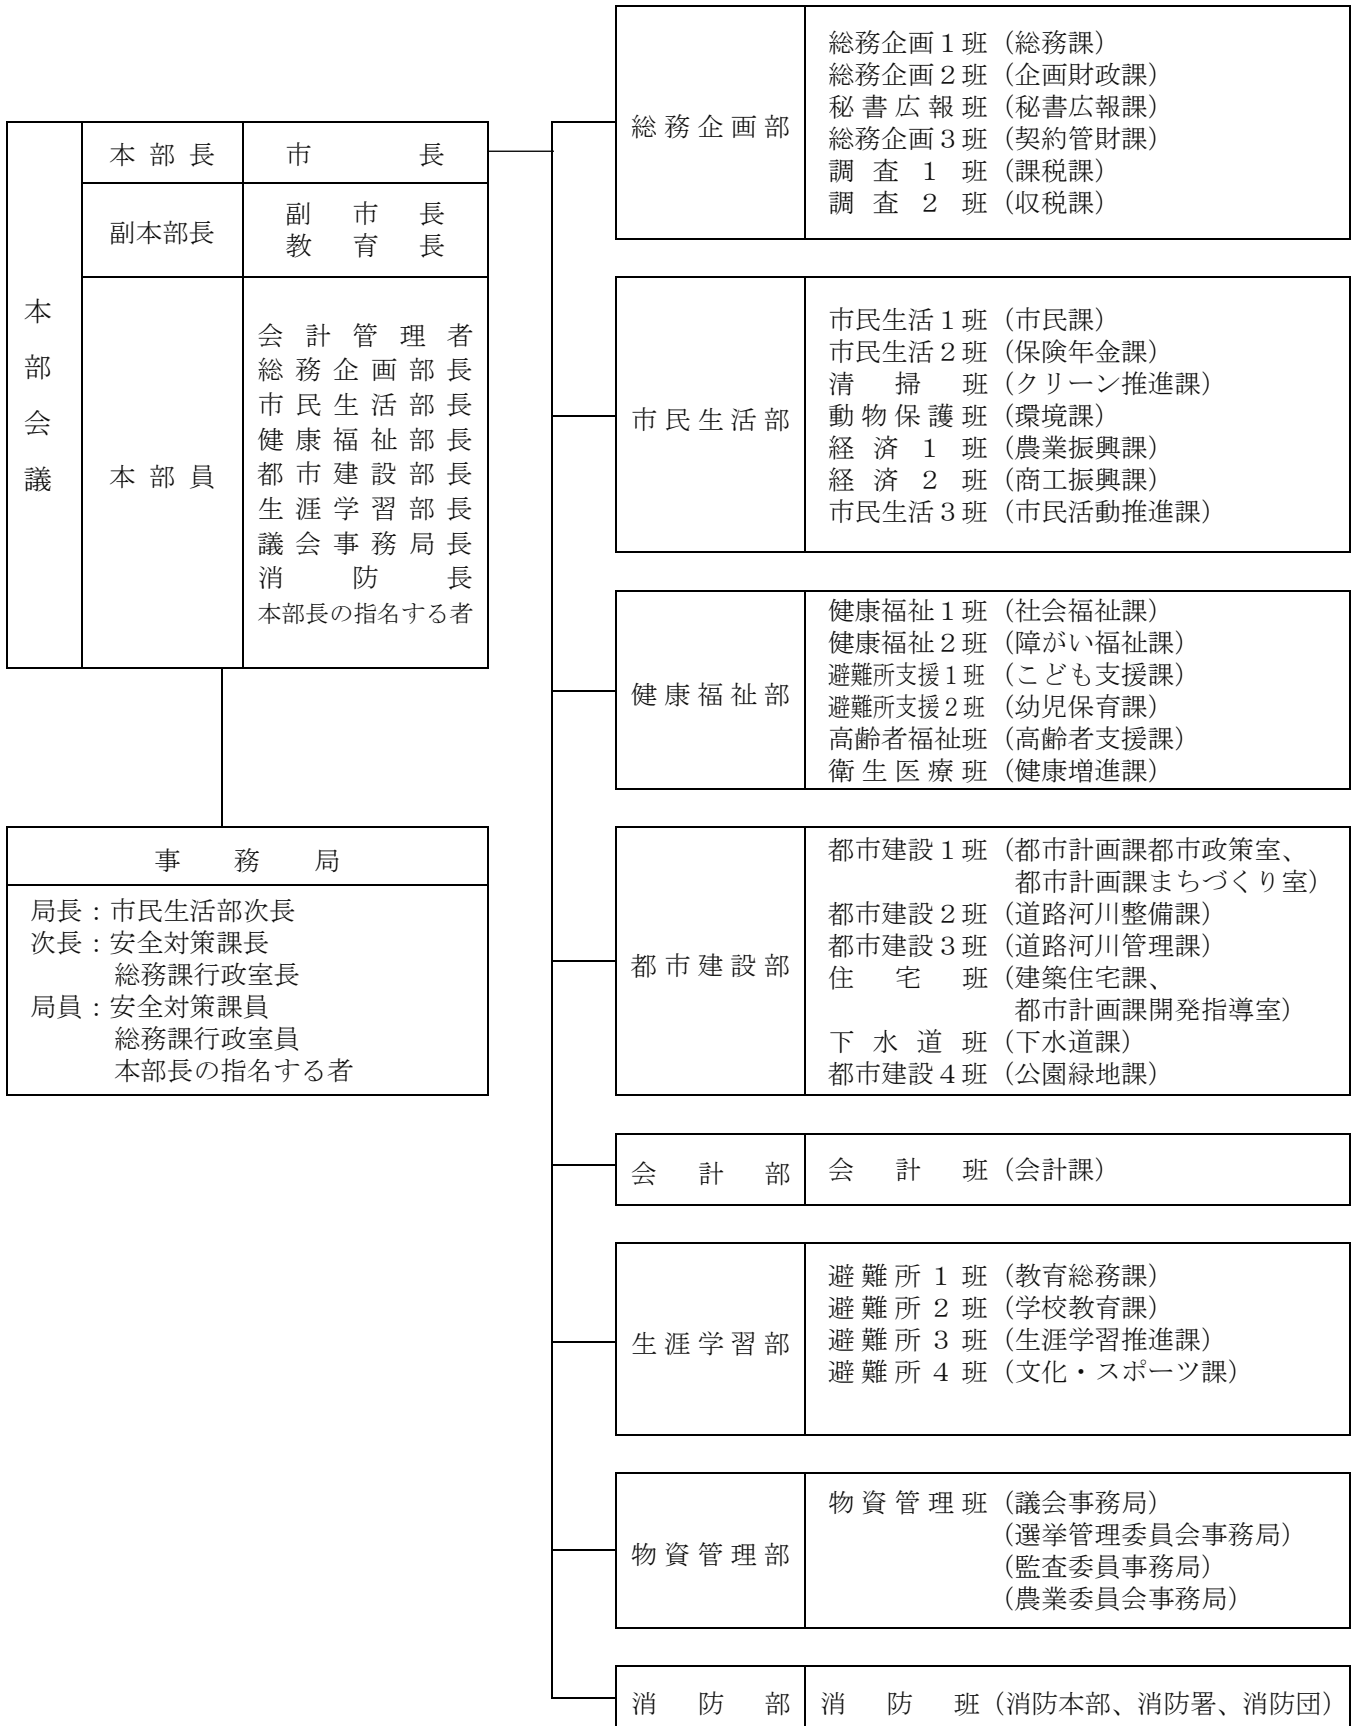 本部会議
本部長 市長
副本部長 副市長
教育長
本部員 会計管理者
総務企画部長
市民生活部長
健康福祉部長
都市建設部長
生涯学習部長
議会事務局長
消防長
本部長の指名する者
事務局
局長：市民生活部次長
次長：安全対策課長
総務課行政室長
局員：安全対策課員
総務課行政室員
本部長の指名する者
総務企画部
総務企画１班（総務課）
総務企画２班（企画財政課）
秘書広報班（秘書広報課）
総務企画３班（契約管財課）
調査１班（課税課）
調査２班（収税課）
市民生活部
市民生活１班（市民課）
市民生活２班（保険年金課）
清掃班（クリーン推進課）
動物保護班（環境課）
経済１班（農業振興課）
経済２班（商工振興課）
市民生活３班（市民活動推進課）
健康福祉部
健康福祉１班（社会福祉課）
健康福祉２班（障がい福祉課）
避難所支援１班（こども支援課）
避難所支援２班（幼児保育課）
高齢者福祉班（高齢者支援課）
衛生医療班（健康増進課）
都市建設部
都市建設１班（都市計画課都市政策室、
都市計画課まちづくり室）
都市建設２班（道路河川整備課）
都市建設３班（道路河川管理課）
住宅班（建築住宅課、
都市計画課開発指導室）
下水道班（下水道課）
都市建設４班（公園緑地課）
会計部
会計班（会計課）
生涯学習部
避難所１班（教育総務課）
避難所２班（学校教育課）
避難所３班（生涯学習推進課）
避難所４班（文化・スポーツ課）
物資管理部
物資管理班（議会事務局）
（選挙管理委員会事務局）
（監査委員事務局）
（農業委員会事務局）
消防部
消防班（消防本部、消防署、消防団）